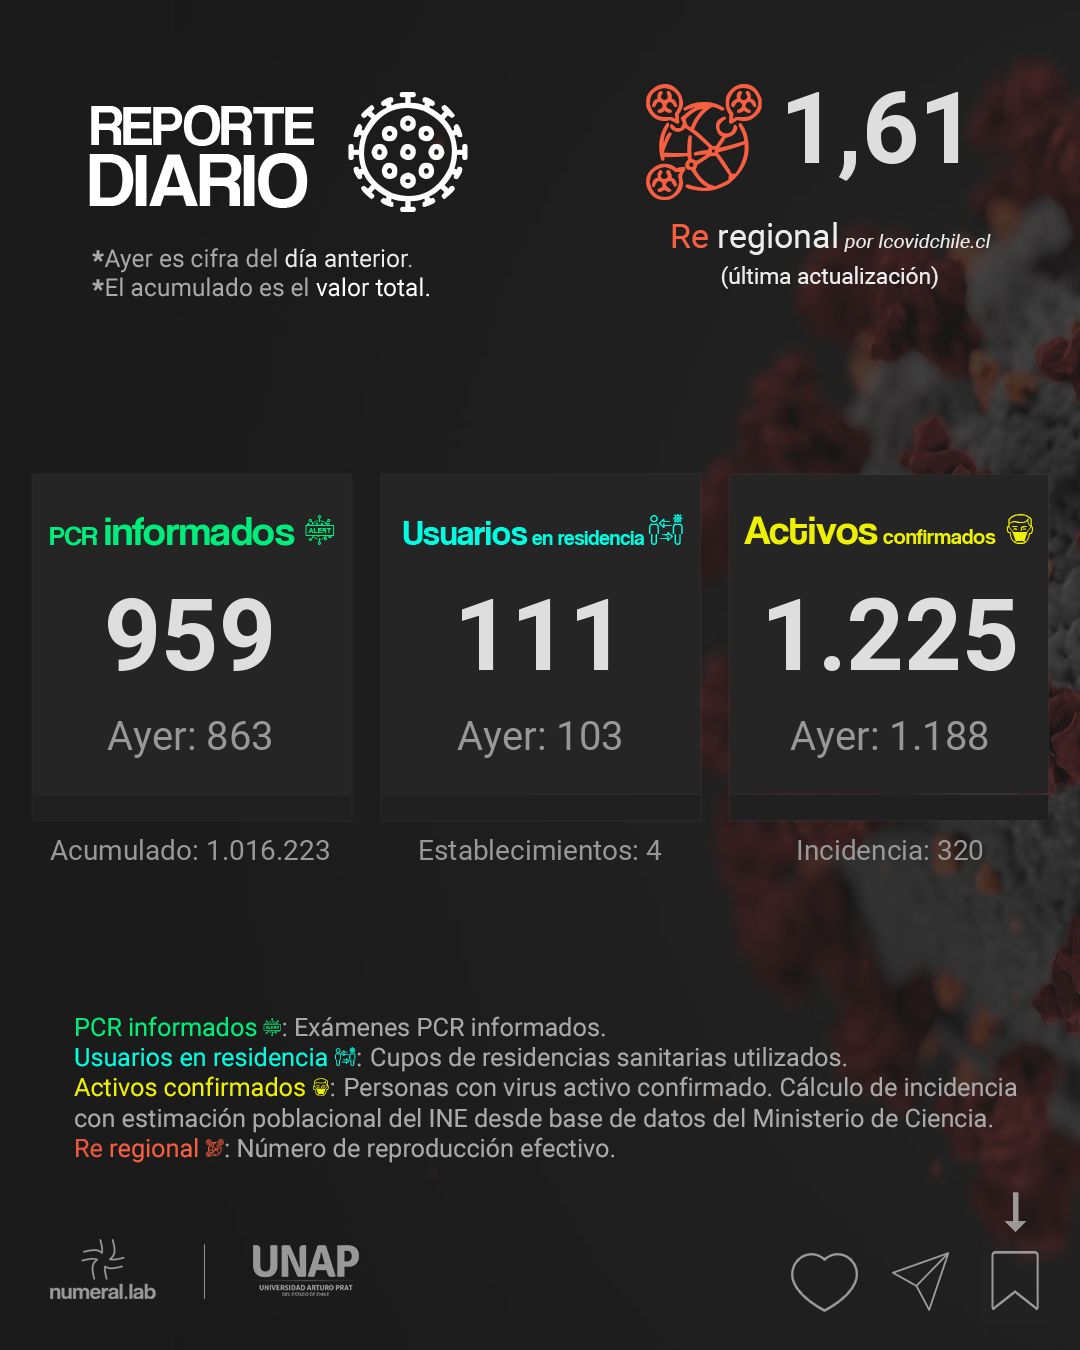 REPORTE
DIARIO
*Ayer es cifra del día anterior.
*El acumulado es el valor total.
1,61
Re regional por Icovidchile.cl
(última actualización)
PCR informados ALERT
959
Ayer: 863
Acumulado: 1.016.223
Usuarios en residencia
111
Ayer: 103
Establecimientos: 4
Activos confirmados
1.225
Ayer: 1.188
Incidencia: 320
PCR informados ALERT: Exámenes PCR informados.
Usuarios en residencia : Cupos de residencias sanitarias utilizados.
Activos confirmados : Personas con virus activo confirmado. Cálculo de incidencia
con estimación poblacional del INE desde base de datos del Ministerio de Ciencia.
Re regional : Número de reproducción efectivo.
numeral.lab
UNAP
UNIVERSIDAD ARTURO PRAT
DEL ESTADO DE CHILE